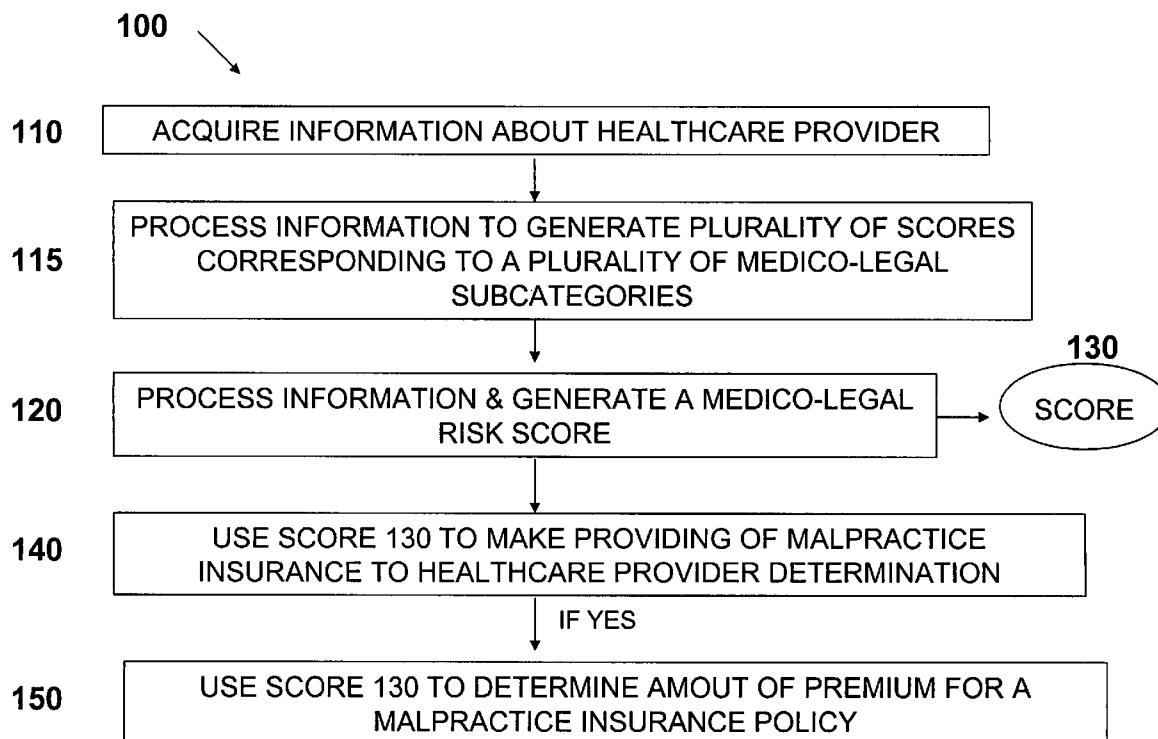 100
110 ACQUIRE INFORMATION ABOUT HEALTHCARE PROVIDER
PROCESS INFORMATION TO GENERATE PLURALITY OF SCORES
115 CORRESPONDING TO A PLURALITY OF MEDICO-LEGAL
SUBCATEGORIES
130
120 PROCESS INFORMATION & GENERATE A MEDICO-LEGAL
RISK SCORE
SCORE
140 USE SCORE 130 TO MAKE PROVIDING OF MALPRACTICE
INSURANCE TO HEALTHCARE PROVIDER DETERMINATION
IF YES
150 USE SCORE 130 TO DETERMINE AMOUT OF PREMIUM FOR A
MALPRACTICE INSURANCE POLICY